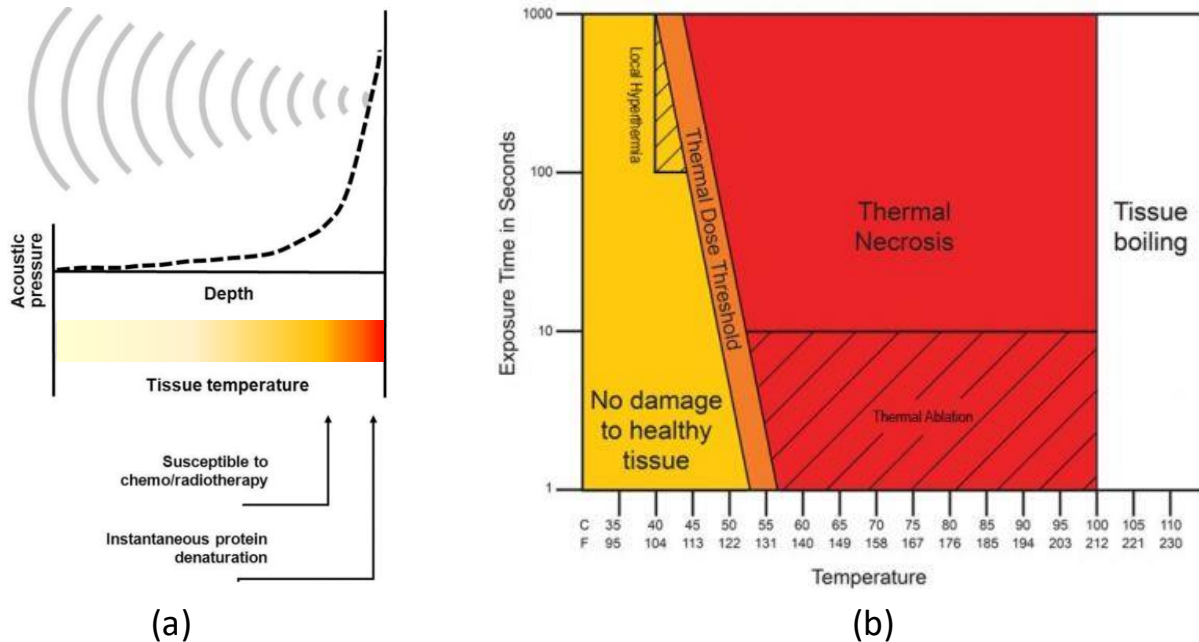 Acoustic
pressure
Depth
Tissue temperature
Susceptible to
chemo/radiotherapy
Instantaneous protein
denaturation
(a)
Exposure Time in Seconds
1000
100
10
1
Local Hyperthermia
Thermal Dose Threshold
Thermal
Necrosis
Tissue
boiling
No damage
to healthy
tissue
Thermal Ablation
C 35 40 45 50 55 60 65 70 75 80 85 90 95 100 105 110
F 95 104 113 122 131 140 149 158 167 176 185 194 203 212 221 230
Temperature
(b)